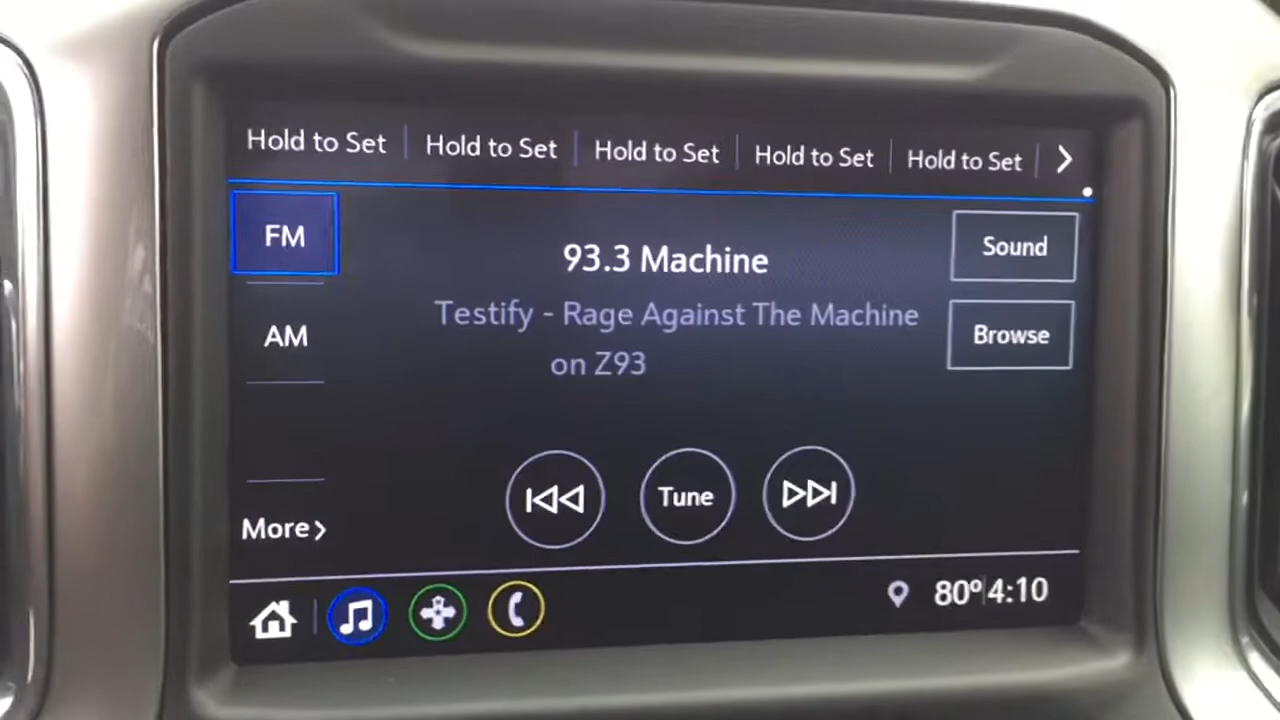 Hold to Set Hold to Set Hold to Set Hold to Set Hold to Set
FM
93.3 Machine
Sound
Testify - Rage Against The Machine
AM
Browse
on Z93
Tune
More
80° 4:10